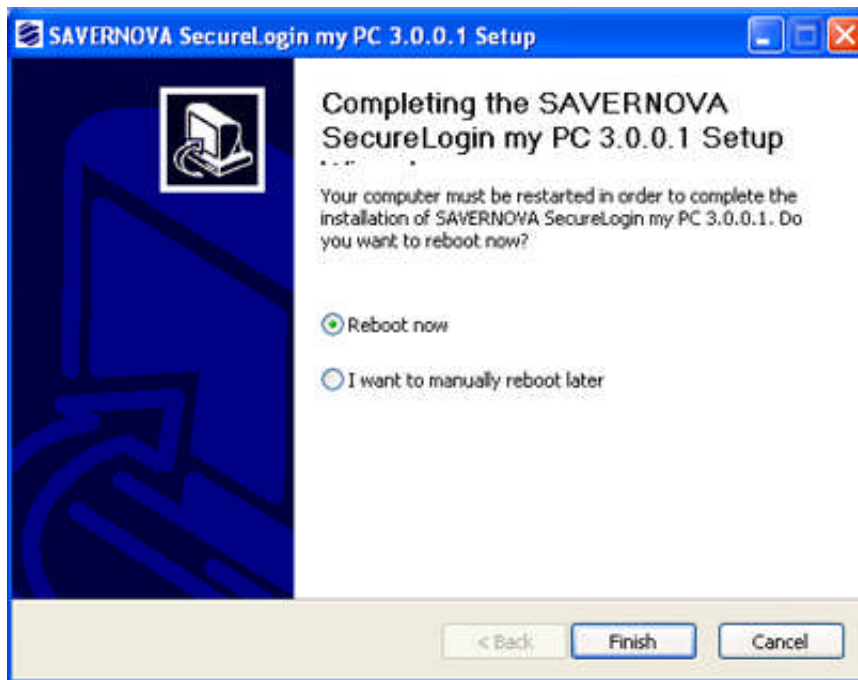 SAVERNOVA SecureLogin my PC 3.0.0.1 Setup
Completing the SAVERNOVA
SecureLogin my PC 3.0.0.1 Setup
Your computer must be restarted in order to complete the
installation of SAVERNOVA SecureLogin my PC 3.0.0.1. Do
you want to reboot now?
Reboot now
I want to manually reboot later
< Back
Finish
Cancel